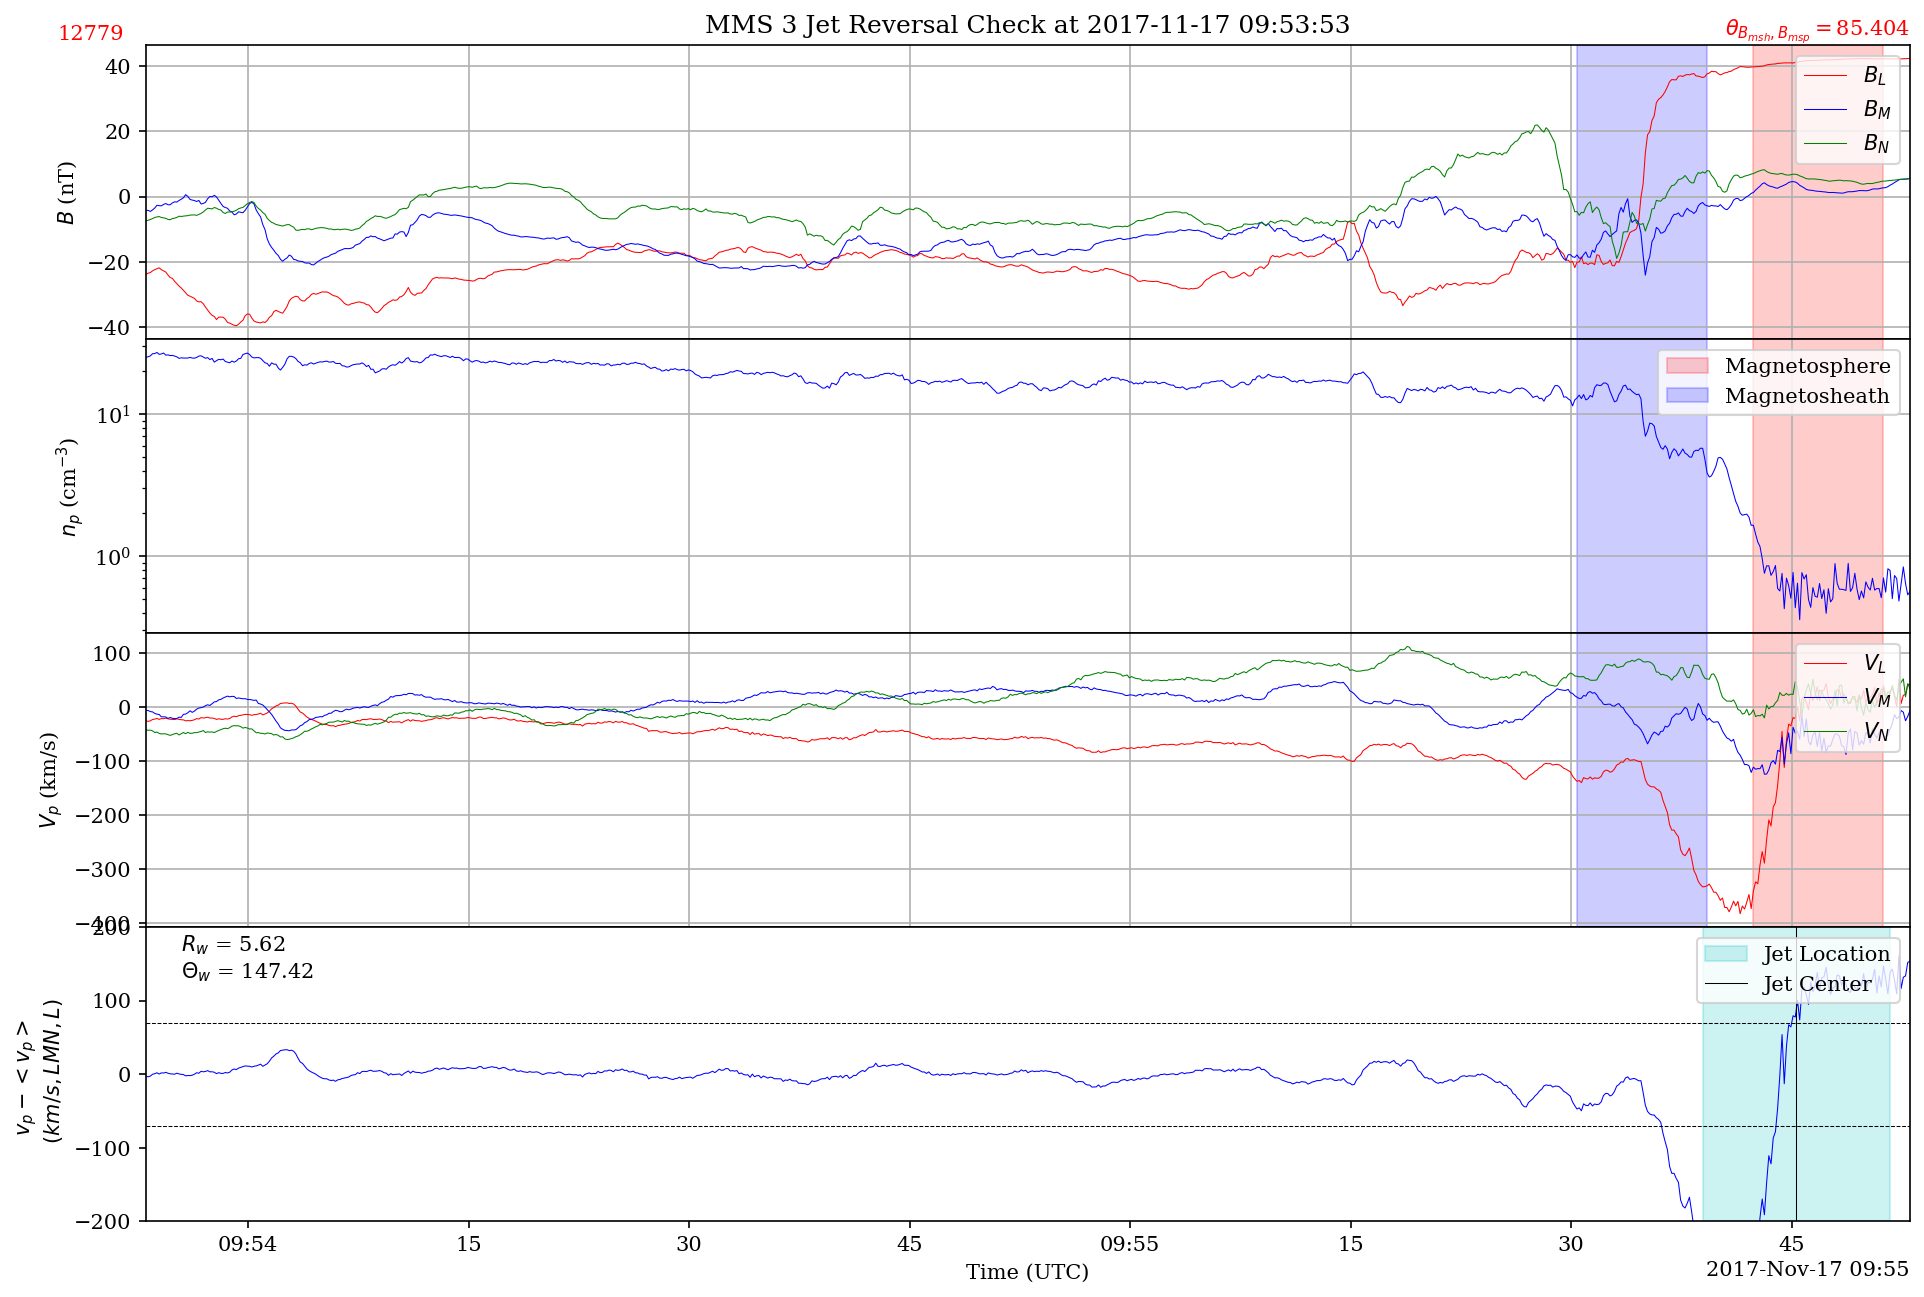 MMS 3 Jet Reversal Check at 2017-11-17 09:53:53
12779
θ_{B_{msh}, B_{msp}} = 85.404
40
20
0
−20
−40
B (nT)
B_L
B_M
B_N
10^1
10^0
n_p (cm^{−3})
Magnetosphere
Magnetosheath
100
0
−100
−200
−300
−400
V_p (km/s)
V_L
V_M
V_N
200
100
0
−100
−200
v_p − <v_p>
(km/s, LMN, L)
R_w = 5.62
Θ_w = 147.42
Jet Location
Jet Center
09:54 15 30 45 09:55 15 30 45
Time (UTC)
2017-Nov-17 09:55